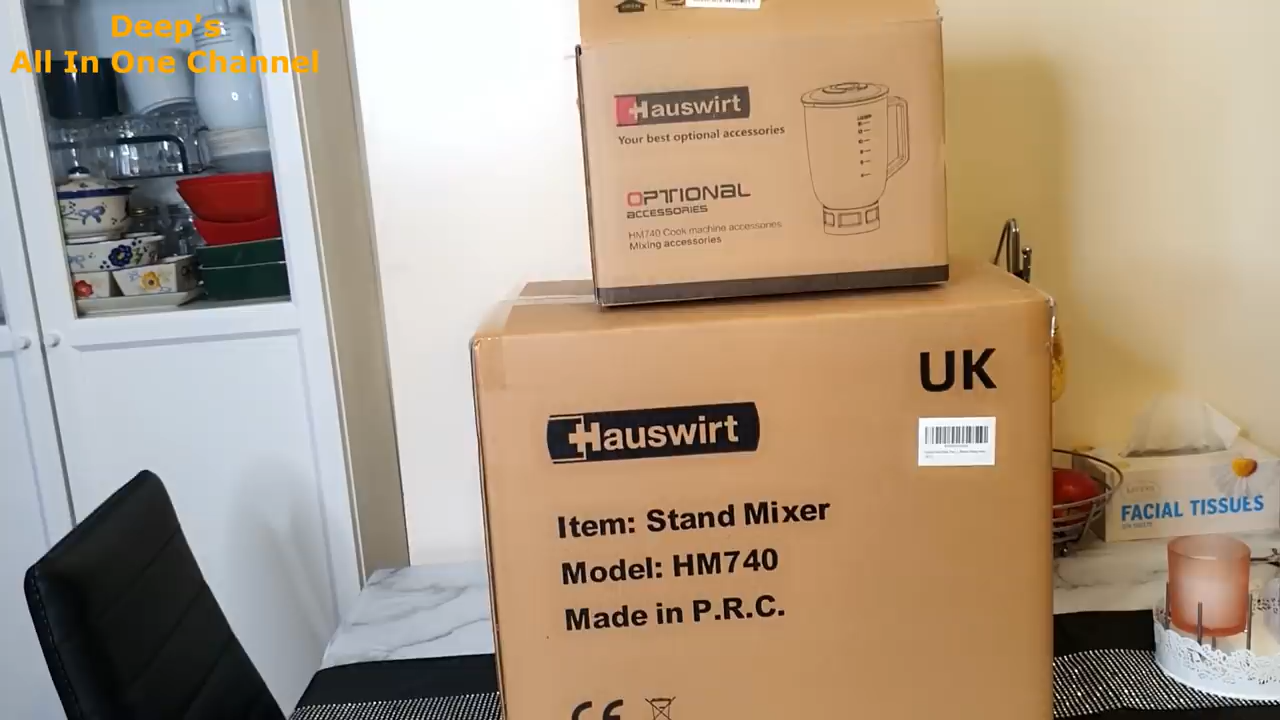 Deep's
All In One Channel
Hauswirt
Your best optional accessories
OPTIONAL
ACCESSORIES
HM740 Cook machine accessories
Mixing accessories
UK
Hauswirt
Item: Stand Mixer
Model: HM740
Made in P.R.C.
CE
FACIAL TISSUES